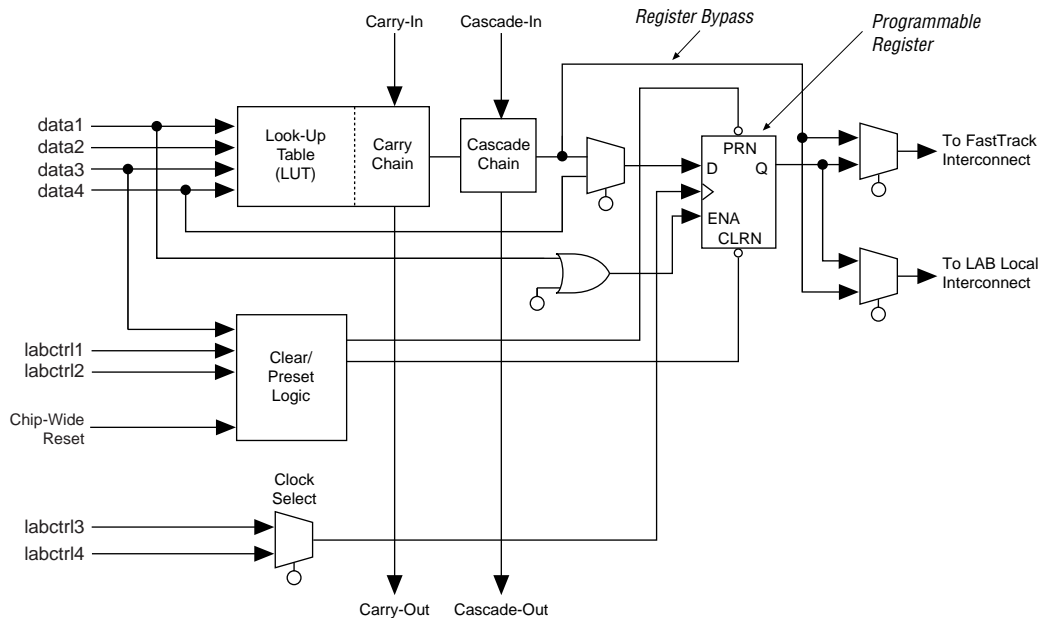 Carry-In
Cascade-In
Register Bypass
Programmable
Register
data1
data2
data3
data4
Look-Up
Table
(LUT)
Carry
Chain
Cascade
Chain
PRN
D
Q
ENA
CLRN
To FastTrack
Interconnect
To LAB Local
Interconnect
labctrl1
labctrl2
Clear/
Preset
Logic
Chip-Wide
Reset
Clock
Select
labctrl3
labctrl4
Carry-Out
Cascade-Out